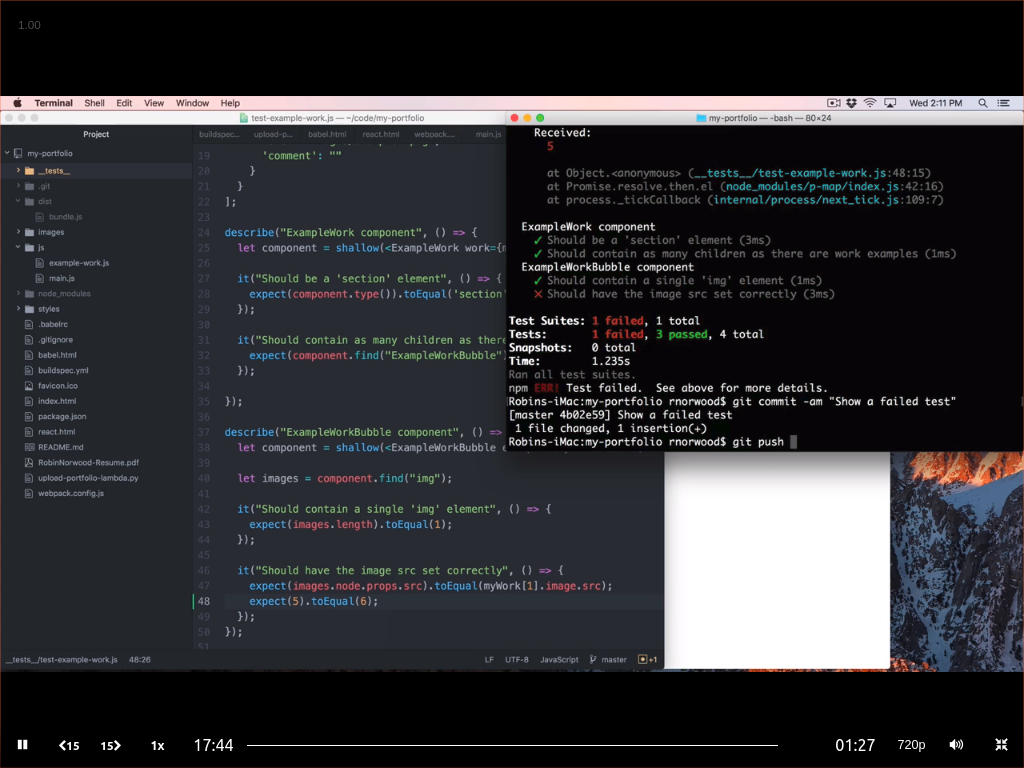 1.00
Terminal Shell Edit View Window Help Wed 2:11 PM
test-example-work.js — ~/code/my-portfolio
Project
buildspec... upload-p... babel.html react.html webpack.... main.js
my-portfolio
__tests__
.git
dist
bundle.js
images
js
example-work.js
main.js
node_modules
styles
.babelrc
.gitignore
babel.html
buildspec.yml
favicon.ico
index.html
package.json
react.html
README.md
RobinNorwood-Resume.pdf
upload-portfolio-lambda.py
webpack.config.js
19 'comment': ""
20 }
21 }
22 ];
23
24 describe("ExampleWork component", () => {
25 let component = shallow(<ExampleWork work={m
26
27 it("Should be a 'section' element", () => {
28 expect(component.type()).toEqual('section'
29 });
30
31 it("Should contain as many children as there
32 expect(component.find("ExampleWorkBubble"
33 });
34
35 });
36
37 describe("ExampleWorkBubble component", () =>
38 let component = shallow(<ExampleWorkBubble
39
40 let images = component.find("img");
41
42 it("Should contain a single 'img' element", () => {
43 expect(images.length).toEqual(1);
44 });
45
46 it("Should have the image src set correctly", () => {
47 expect(images.node.props.src).toEqual(myWork[1].image.src);
48 expect(5).toEqual(6);
49 });
50 });
51
__tests__/test-example-work.js 48:26 LF UTF-8 JavaScript master +1
my-portfolio — -bash — 80×24
Received:
5
at Object.<anonymous> (__tests__/test-example-work.js:48:15)
at Promise.resolve.then.el (node_modules/p-map/index.js:42:16)
at process._tickCallback (internal/process/next_tick.js:109:7)
ExampleWork component
✓ Should be a 'section' element (3ms)
✓ Should contain as many children as there are work examples (1ms)
ExampleWorkBubble component
✓ Should contain a single 'img' element (1ms)
✕ Should have the image src set correctly (3ms)
Test Suites: 1 failed, 1 total
Tests: 1 failed, 3 passed, 4 total
Snapshots: 0 total
Time: 1.235s
Ran all test suites.
npm ERR! Test failed. See above for more details.
Robins-iMac:my-portfolio rnorwood$ git commit -am "Show a failed test"
[master 4b02e59] Show a failed test
1 file changed, 1 insertion(+)
Robins-iMac:my-portfolio rnorwood$ git push
15 15 1x 17:44 01:27 720p